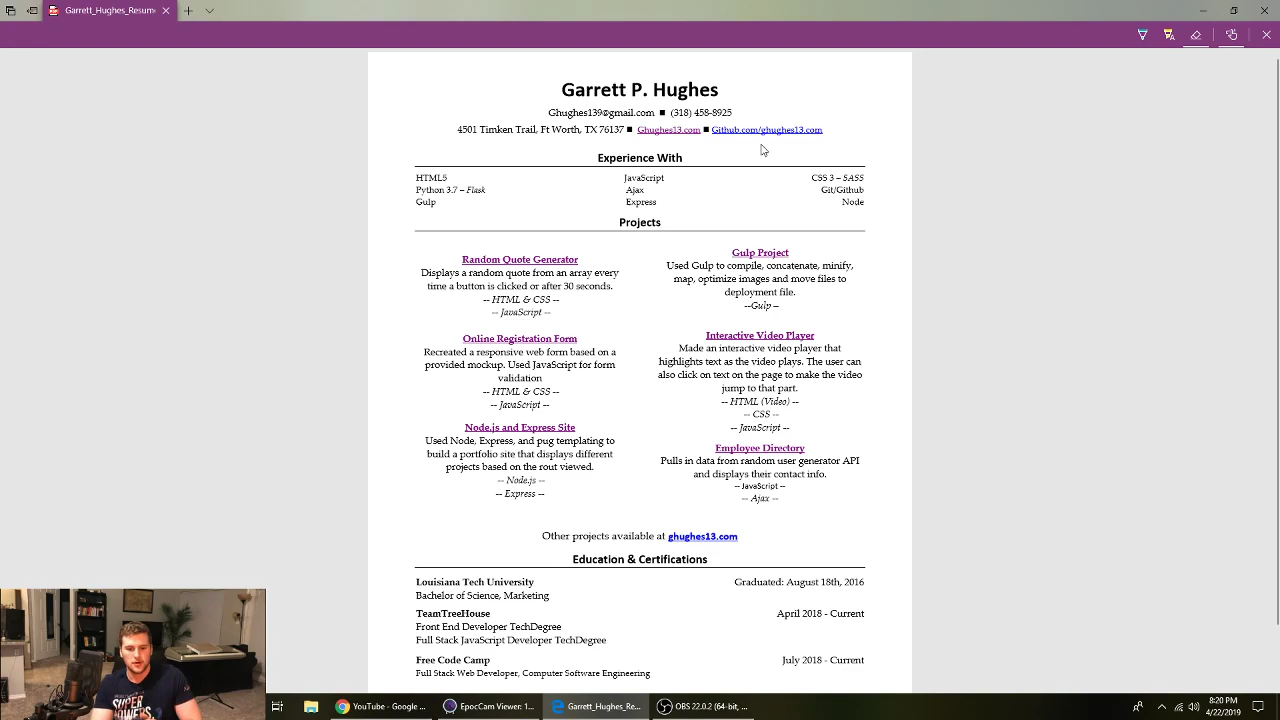 Garrett_Hughes_Resum
Garrett P. Hughes
Ghughes139@gmail.com ■ (318) 458-8925
4501 Timken Trail, Ft Worth, TX 76137 ■ Ghughes13.com ■ Github.com/ghughes13.com
Experience With
HTML5 JavaScript CSS 3 – SASS
Python 3.7 – Flask Ajax Git/Github
Gulp Express Node
Projects
Random Quote Generator
Displays a random quote from an array every
time a button is clicked or after 30 seconds.
-- HTML & CSS --
-- JavaScript --
Online Registration Form
Recreated a responsive web form based on a
provided mockup. Used JavaScript for form
validation
-- HTML & CSS --
-- JavaScript --
Node.js and Express Site
Used Node, Express, and pug templating to
build a portfolio site that displays different
projects based on the rout viewed.
-- Node.js --
-- Express --
Gulp Project
Used Gulp to compile, concatenate, minify,
map, optimize images and move files to
deployment file.
--Gulp –
Interactive Video Player
Made an interactive video player that
highlights text as the video plays. The user can
also click on text on the page to make the video
jump to that part.
-- HTML (Video) --
-- CSS --
-- JavaScript --
Employee Directory
Pulls in data from random user generator API
and displays their contact info.
-- JavaScript --
-- Ajax --
Other projects available at ghughes13.com
Education & Certifications
Louisiana Tech University Graduated: August 18th, 2016
Bachelor of Science, Marketing
TeamTreeHouse April 2018 - Current
Front End Developer TechDegree
Full Stack JavaScript Developer TechDegree
Free Code Camp July 2018 - Current
Full Stack Web Developer, Computer Software Engineering
SUPER
POWERS
YouTube - Google ... EpocCam Viewer: 1... Garrett_Hughes_Re... OBS 22.0.2 (64-bit, ...
8:20 PM
4/22/2019